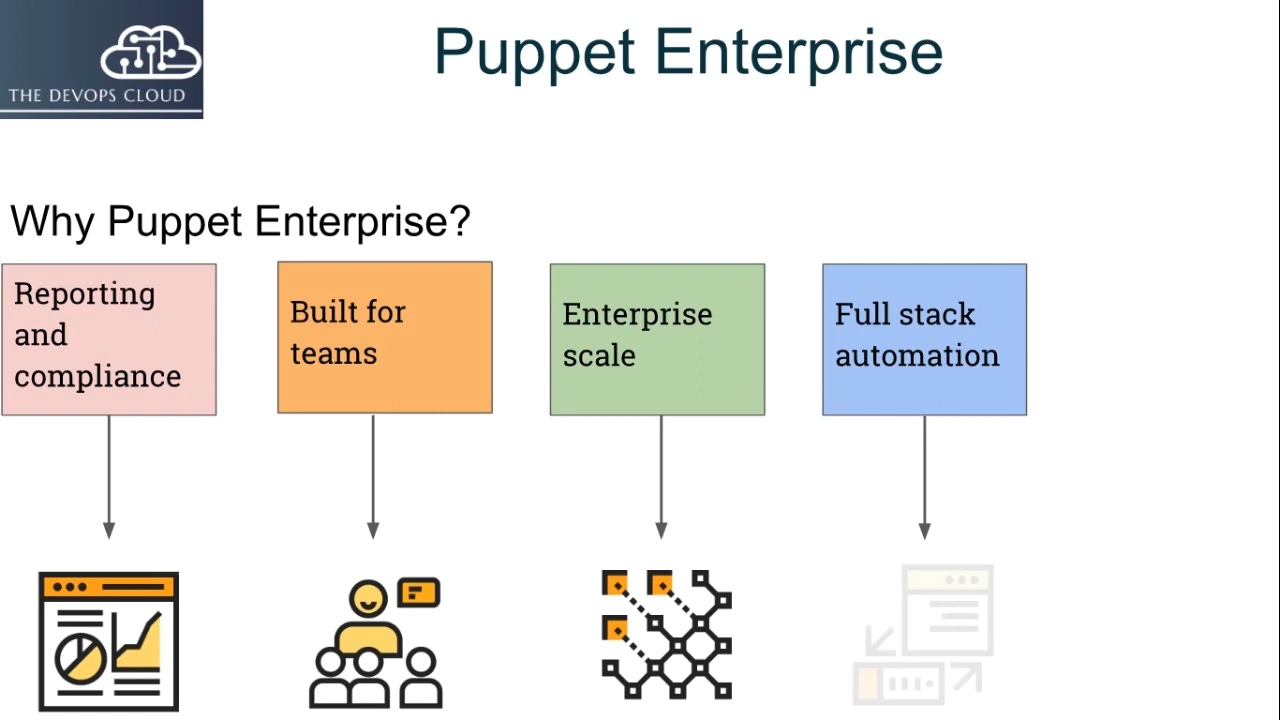 THE DEVOPS CLOUD
Puppet Enterprise
Why Puppet Enterprise?
Reporting
and
compliance
Built for
teams
Enterprise
scale
Full stack
automation